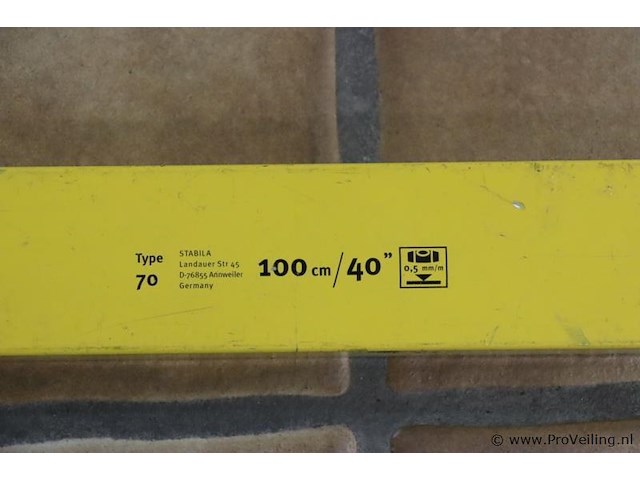 Type
70
STABILA
Landauer Str 45
D-76855 Annweiler
Germany
100 cm / 40”
0,5 mm/m
© www.ProVeiling.nl